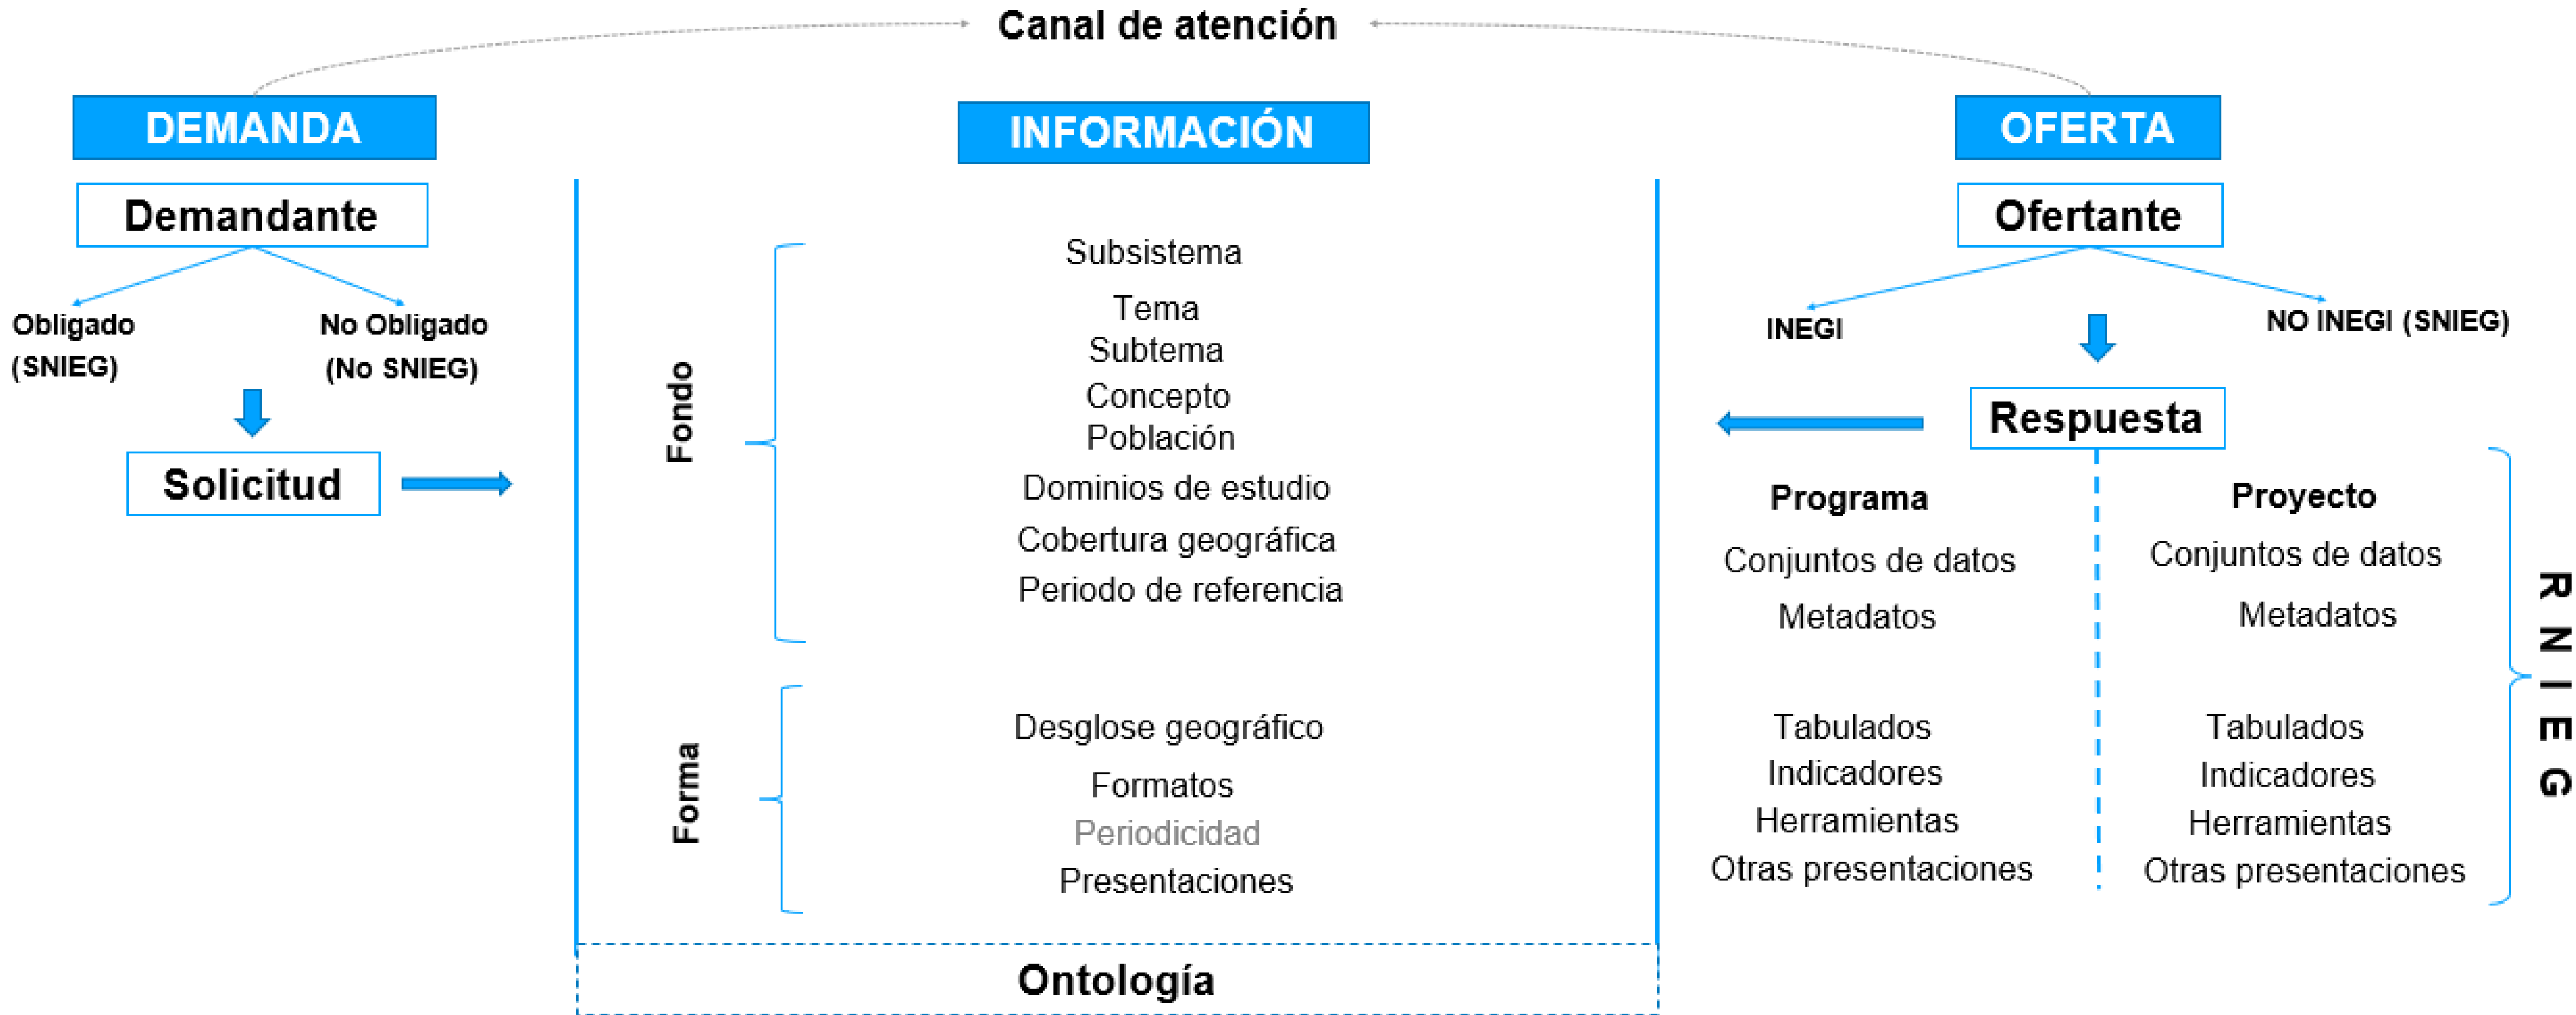 Canal de atención
DEMANDA
Demandante
Obligado
(SNIEG)
No Obligado
(No SNIEG)
Solicitud
INFORMACIÓN
Fondo
Subsistema
Tema
Subtema
Concepto
Población
Dominios de estudio
Cobertura geográfica
Periodo de referencia
Forma
Desglose geográfico
Formatos
Periodicidad
Presentaciones
Ontología
OFERTA
Ofertante
INEGI
NO INEGI (SNIEG)
Respuesta
Programa
Conjuntos de datos
Metadatos
Tabulados
Indicadores
Herramientas
Otras presentaciones
Proyecto
Conjuntos de datos
Metadatos
Tabulados
Indicadores
Herramientas
Otras presentaciones
R N I E G